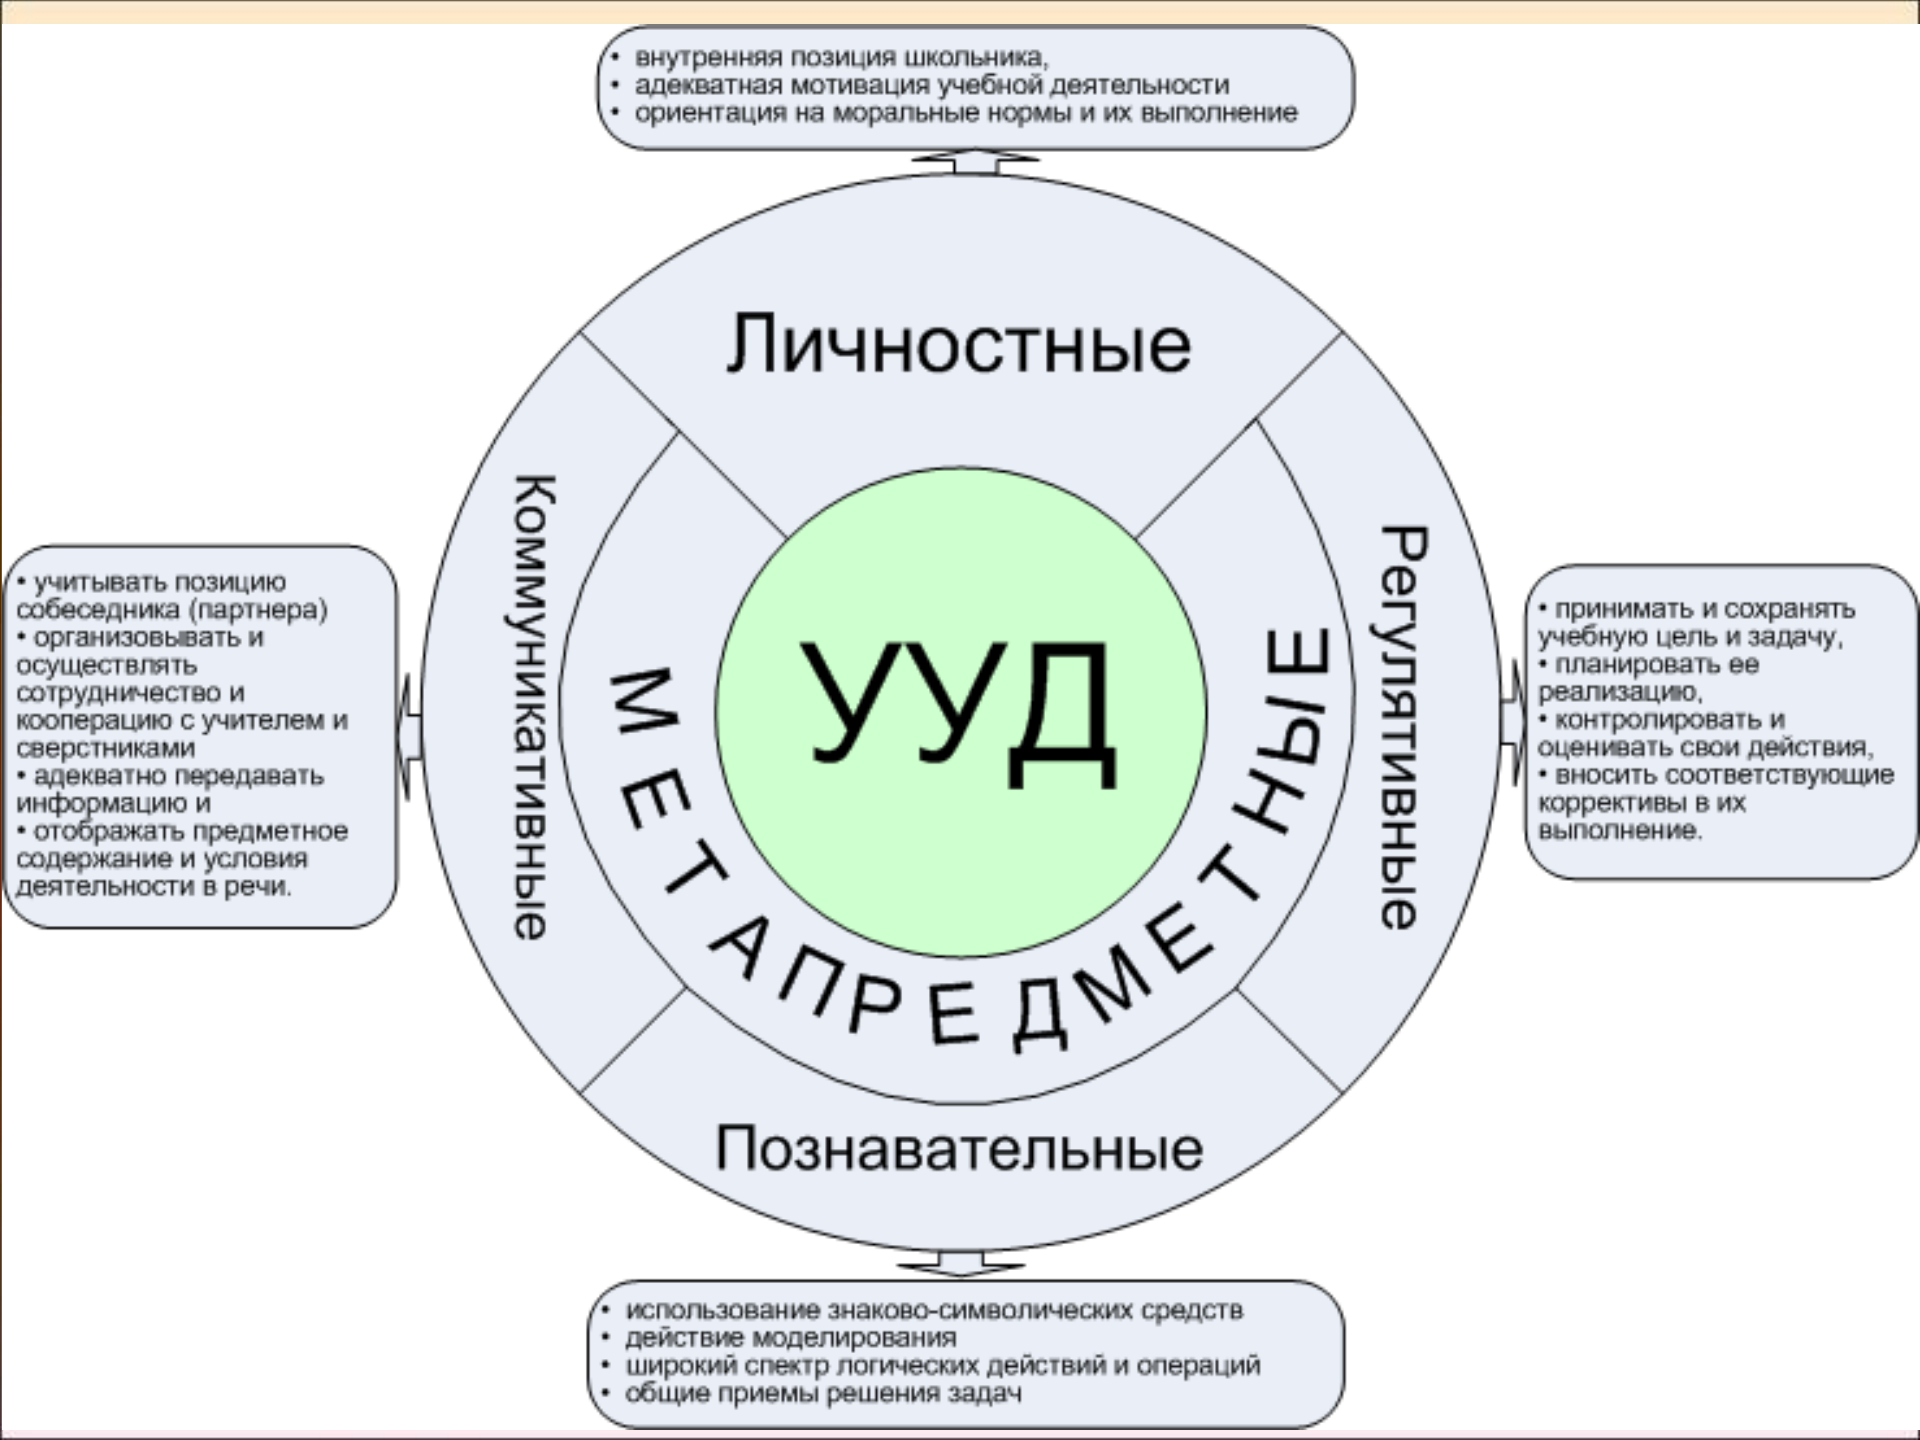 • внутренняя позиция школьника,
• адекватная мотивация учебной деятельности
• ориентация на моральные нормы и их выполнение
Личностные
Коммуникативные
• учитывать позицию
собеседника (партнера)
• организовывать и
осуществлять
сотрудничество и
кооперацию с учителем и
сверстниками
• адекватно передавать
информацию и
• отображать предметное
содержание и условия
деятельности в речи.
УУД
МЕТАПРЕДМЕТНЫЕ
Регулятивные
• принимать и сохранять
учебную цель и задачу,
• планировать ее
реализацию,
• контролировать и
оценивать свои действия,
• вносить соответствующие
коррективы в их
выполнение.
Познавательные
• использование знаково-символических средств
• действие моделирования
• широкий спектр логических действий и операций
• общие приемы решения задач